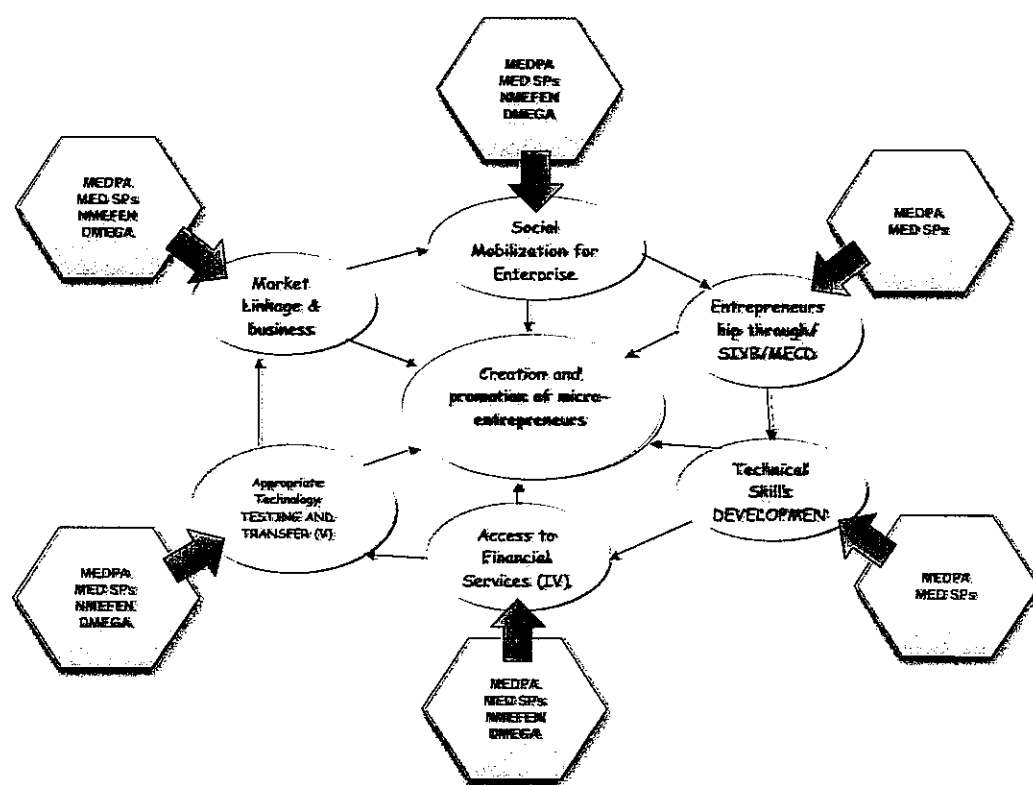 MEDPA
MED SPs
NMEFEN
DMEGA
MEDPA
MED SPs
NMEFEN
DMEGA
Social
Mobilization for
Enterprise
MEDPA
MED SPs
Market
Linkage &
business
Entrepreneurs
hip through/
SIYB/MECD
Creation and
promotion of micro-
entrepreneurs
Appropriate
Technology
TESTING AND
TRANSFER (V)
Technical
Skills
DEVELOPMEN
Access to
Financial
Services (IV)
MEDPA
MED SPs
NMEFEN
DMEGA
MEDPA
MED SPs
MEDPA
MED SPs
NMEFEN
DMEGA